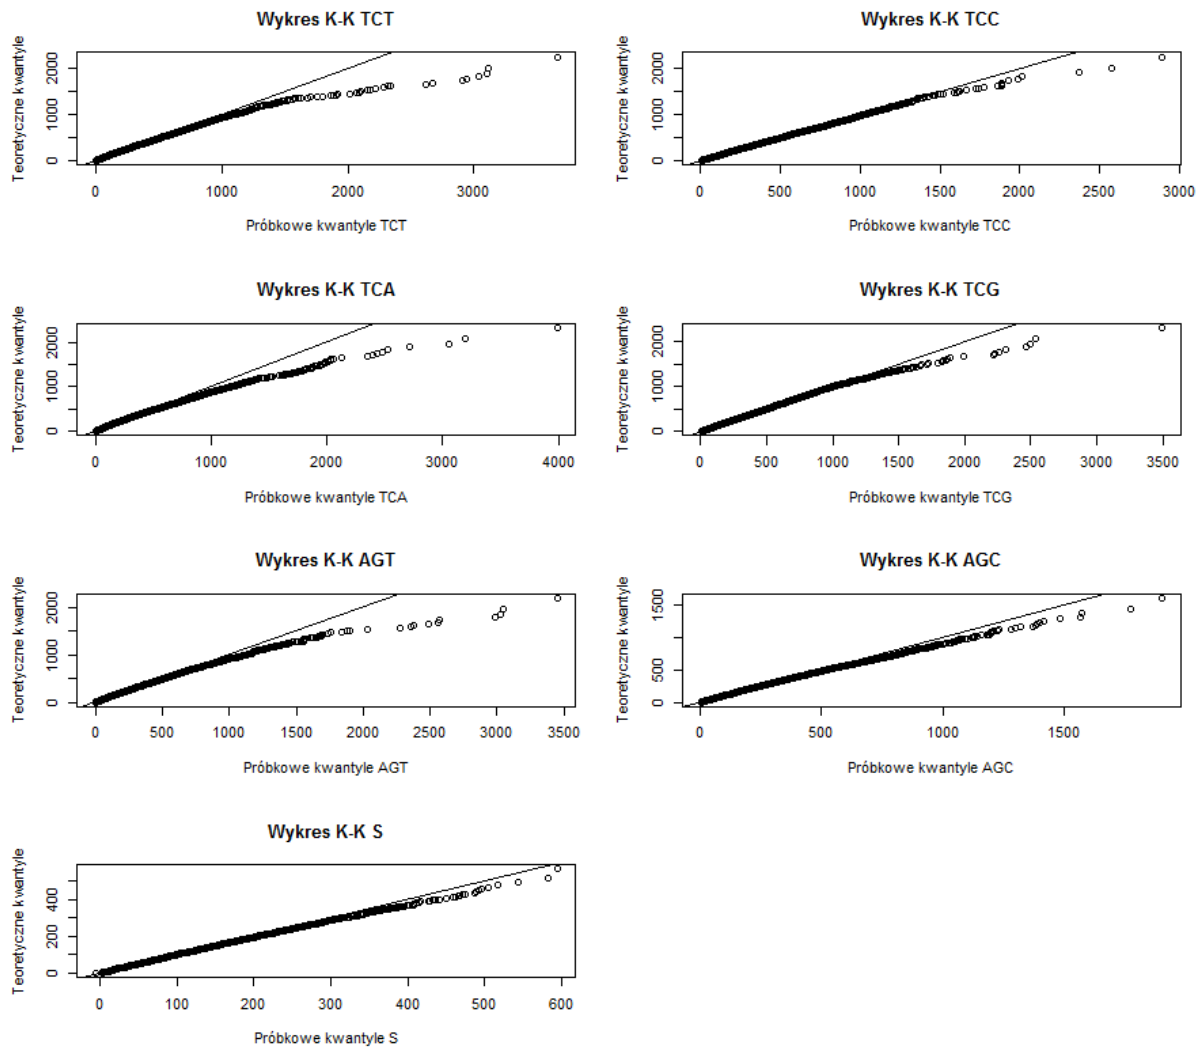 Wykres K-K TCT
Teoretyczne kwantyle
0 1000 2000
0 1000 2000 3000
Próbkowe kwantyle TCT
Wykres K-K TCC
Teoretyczne kwantyle
0 1000 2000
0 500 1000 1500 2000 2500 3000
Próbkowe kwantyle TCC
Wykres K-K TCA
Teoretyczne kwantyle
0 1000 2000
0 1000 2000 3000 4000
Próbkowe kwantyle TCA
Wykres K-K TCG
Teoretyczne kwantyle
0 1000 2000
0 500 1000 1500 2000 2500 3000 3500
Próbkowe kwantyle TCG
Wykres K-K AGT
Teoretyczne kwantyle
0 1000 2000
0 500 1000 1500 2000 2500 3000 3500
Próbkowe kwantyle AGT
Wykres K-K AGC
Teoretyczne kwantyle
0 500 1500
0 500 1000 1500
Próbkowe kwantyle AGC
Wykres K-K S
Teoretyczne kwantyle
0 200 400
0 100 200 300 400 500 600
Próbkowe kwantyle S